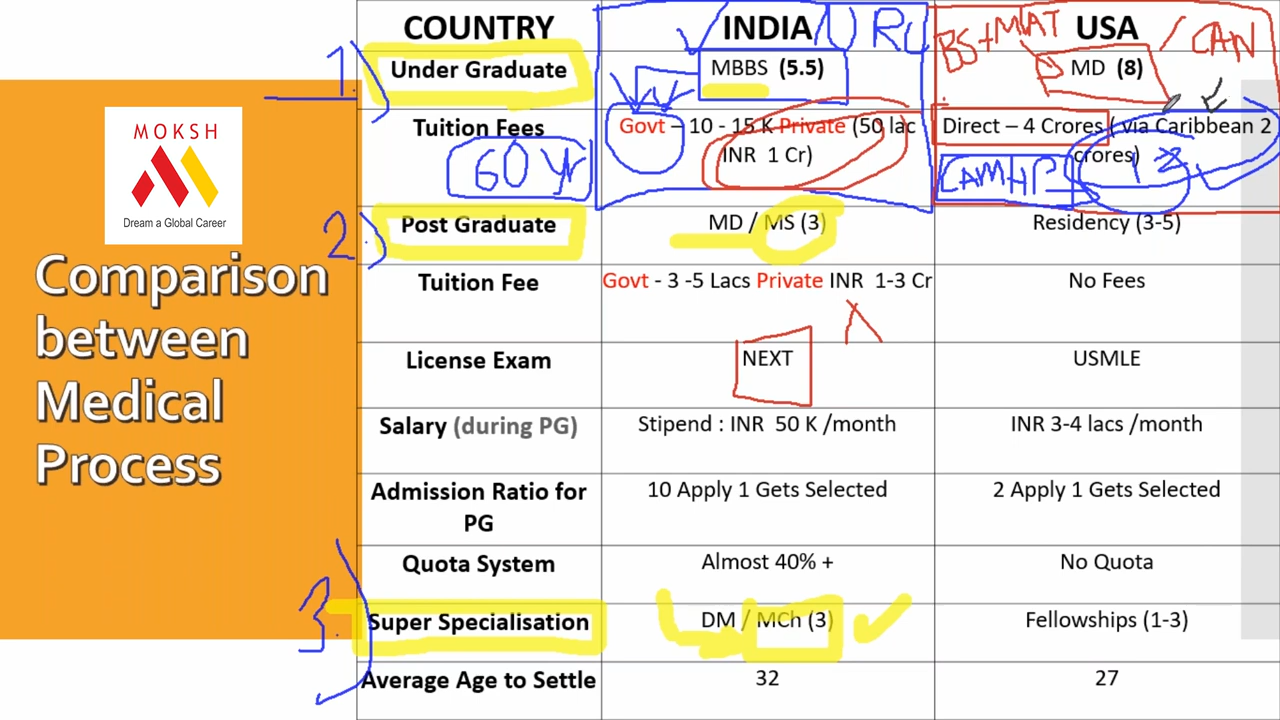 MOKSH
Dream a Global Career
Comparison
between
Medical
Process
COUNTRY INDIA / U RU USA / CAN
BS+MAT
1.) Under Graduate MBBS (5.5) MD (8)
Tuition Fees Govt – 10 - 15 K Private (50 lac Direct – 4 Crores ( via Caribbean 2
60 yr INR 1 Cr) crores)
CAMHP
2.) Post Graduate MD / MS (3) Residency (3-5)
Tuition Fee Govt - 3 -5 Lacs Private INR 1-3 Cr No Fees
License Exam NEXT USMLE
Salary (during PG) Stipend : INR 50 K /month INR 3-4 lacs /month
Admission Ratio for 10 Apply 1 Gets Selected 2 Apply 1 Gets Selected
PG
Quota System Almost 40% + No Quota
3.) Super Specialisation DM / MCh (3) Fellowships (1-3)
Average Age to Settle 32 27